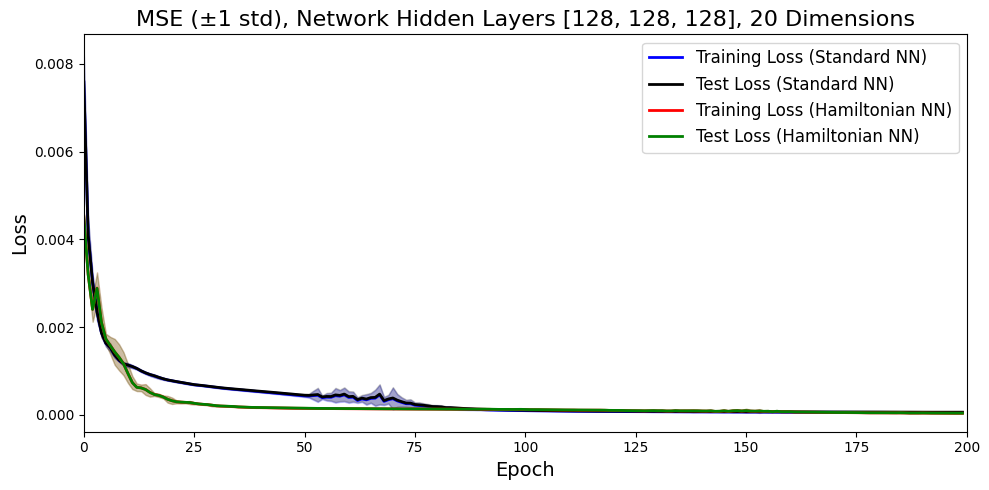 MSE (±1 std), Network Hidden Layers [128, 128, 128], 20 Dimensions
Training Loss (Standard NN)
Test Loss (Standard NN)
Training Loss (Hamiltonian NN)
Test Loss (Hamiltonian NN)
Loss
0.008
0.006
0.004
0.002
0.000
0 25 50 75 100 125 150 175 200
Epoch